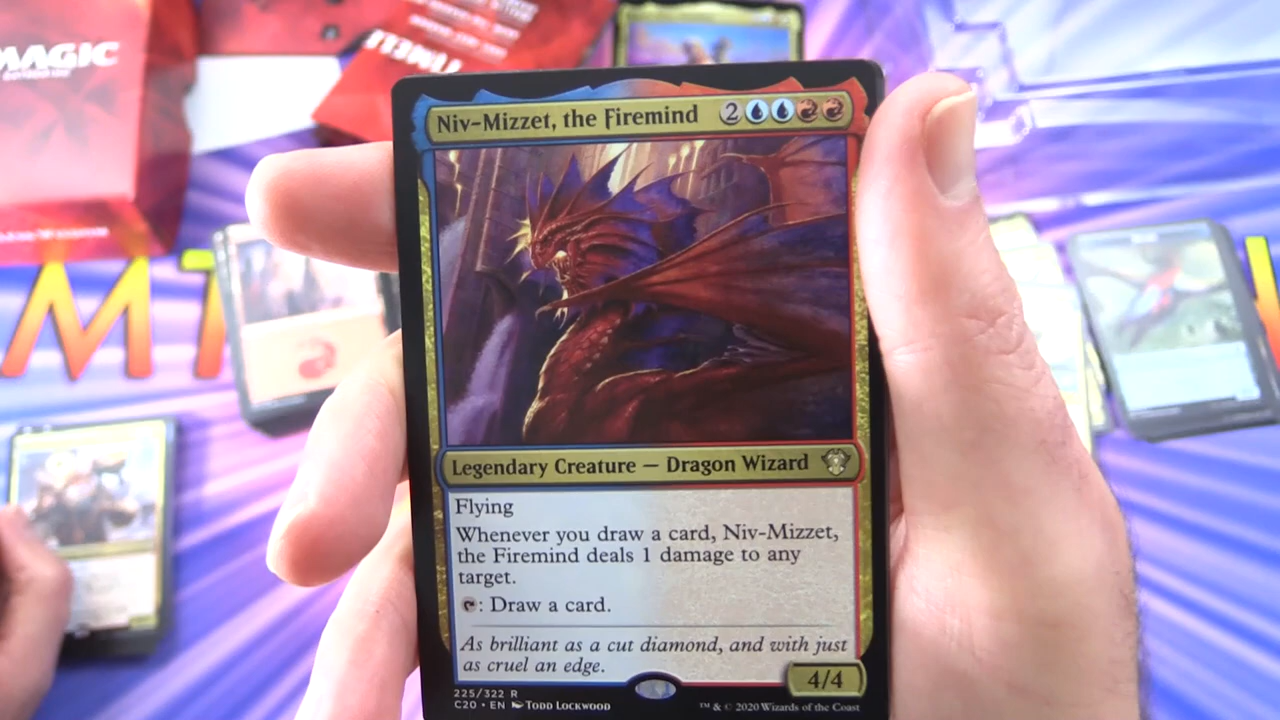 MAGIC
Niv-Mizzet, the Firemind 2
Legendary Creature — Dragon Wizard
Flying
Whenever you draw a card, Niv-Mizzet,
the Firemind deals 1 damage to any
target.
: Draw a card.
As brilliant as a cut diamond, and with just
as cruel an edge.
4/4
225/322 R
C20 • EN Todd Lockwood
™ & © 2020 Wizards of the Coast
MT